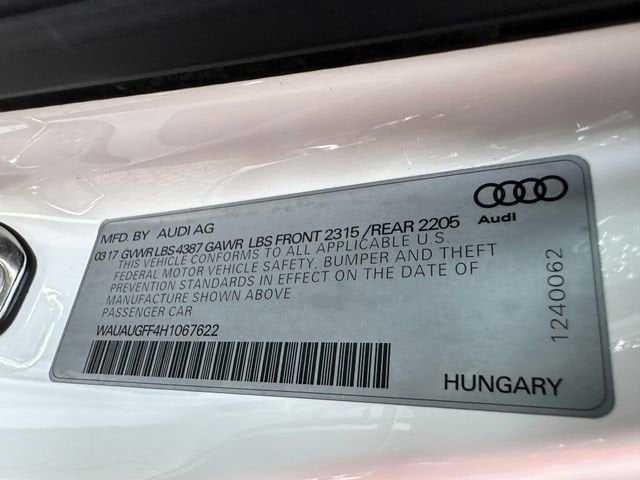 MFD. BY AUDI AG
03 17 GVWR LBS 4387 GAWR LBS FRONT 2315 / REAR 2205
THIS VEHICLE CONFORMS TO ALL APPLICABLE U.S.
FEDERAL MOTOR VEHICLE SAFETY, BUMPER AND THEFT
PREVENTION STANDARDS IN EFFECT ON THE DATE OF
MANUFACTURE SHOWN ABOVE
PASSENGER CAR
WAUAUGFF4H1067622
Audi
1240062
HUNGARY